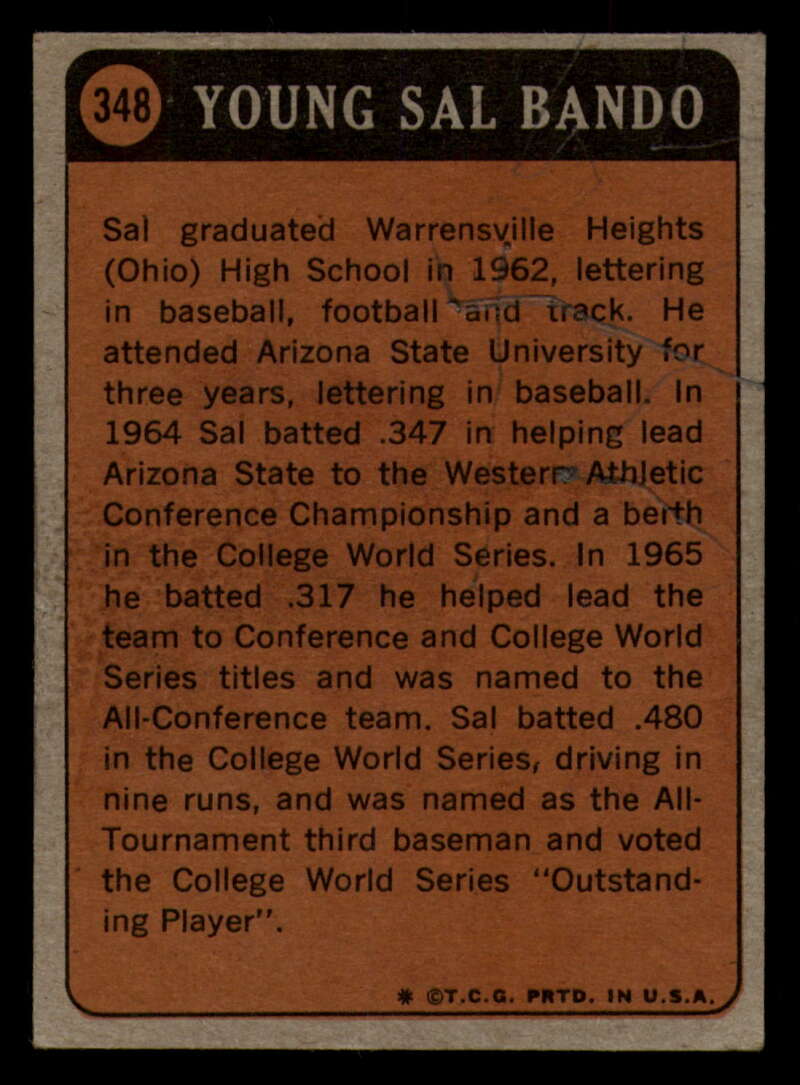 348 YOUNG SAL BANDO
Sal graduated Warrensville Heights
(Ohio) High School in 1962, lettering
in baseball, football and track. He
attended Arizona State University for
three years, lettering in baseball. In
1964 Sal batted .347 in helping lead
Arizona State to the Western Athletic
Conference Championship and a berth
in the College World Series. In 1965
he batted .317 he helped lead the
team to Conference and College World
Series titles and was named to the
All-Conference team. Sal batted .480
in the College World Series, driving in
nine runs, and was named as the All-
Tournament third baseman and voted
the College World Series "Outstand-
ing Player".
* ©T.C.G. PRTD. IN U.S.A.